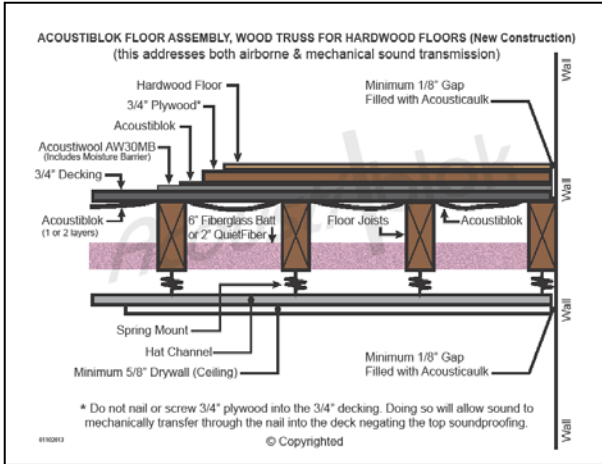 ACOUSTIBLOK FLOOR ASSEMBLY, WOOD TRUSS FOR HARDWOOD FLOORS (New Construction)
(this addresses both airborne & mechanical sound transmission)
Hardwood Floor
3/4" Plywood*
Acoustiblok
Acoustiwool AW30MB
(Includes Moisture Barrier)
3/4" Decking
Minimum 1/8" Gap
Filled with Acousticaulk
Wall
Wall
Acoustiblok
(1 or 2 layers)
6" Fiberglass Batt
or 2" QuietFiber
Floor Joists
Acoustiblok
acoustiblok
Spring Mount
Hat Channel
Minimum 5/8" Drywall (Ceiling)
Wall
Minimum 1/8" Gap
Filled with Acousticaulk
Wall
* Do not nail or screw 3/4" plywood into the 3/4" decking. Doing so will allow sound to
mechanically transfer through the nail into the deck negating the top soundproofing.
01102013
© Copyrighted